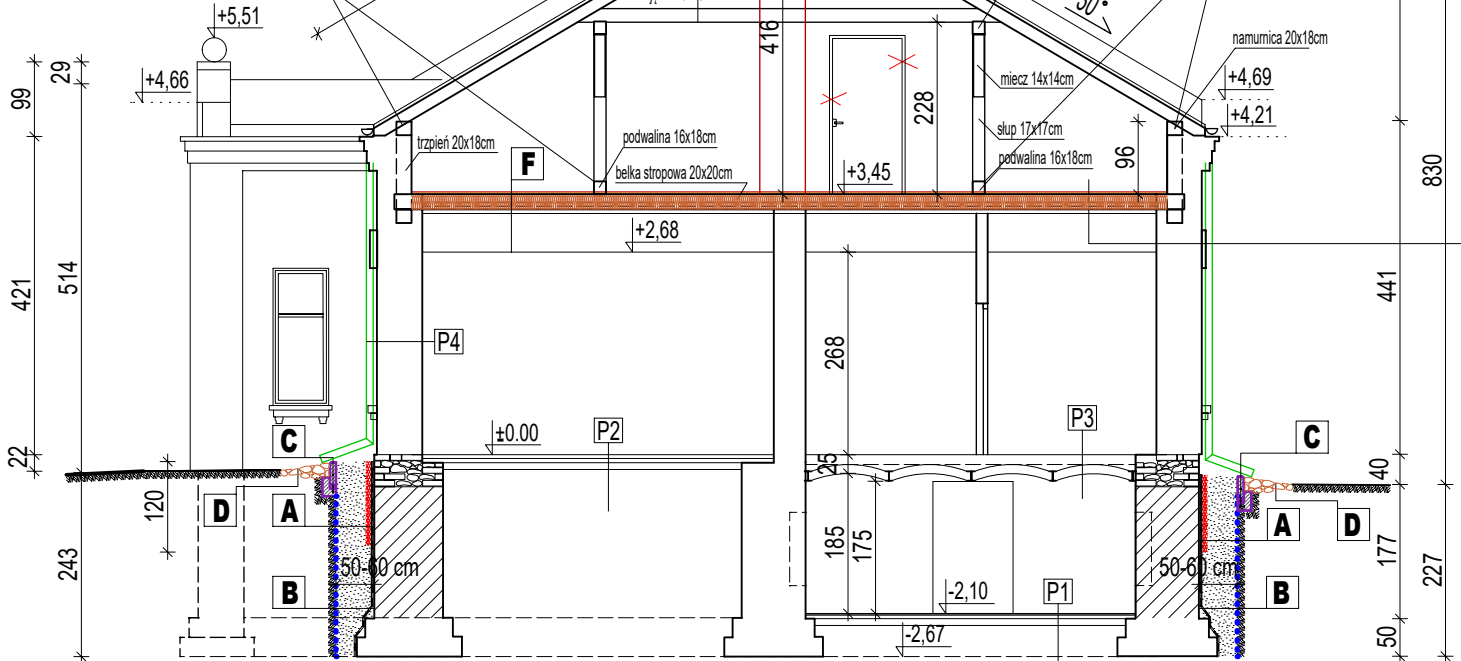 +5,51
30°
416
namurnica 20x18cm
29
99
+4,66
miecz 14x14cm
+4,69
228
+4,21
trzpień 20x18cm
podwalina 16x18cm
słup 17x17cm
F
belka stropowa 20x20cm
+3,45
podwalina 16x18cm
96
830
+2,68
421
514
441
P4
268
±0.00
P2
P3
C
C
22
25
40
120
D
A
A
D
185
175
177
243
50-60 cm
50-60 cm
227
B
-2,10
P1
B
-2,67
50